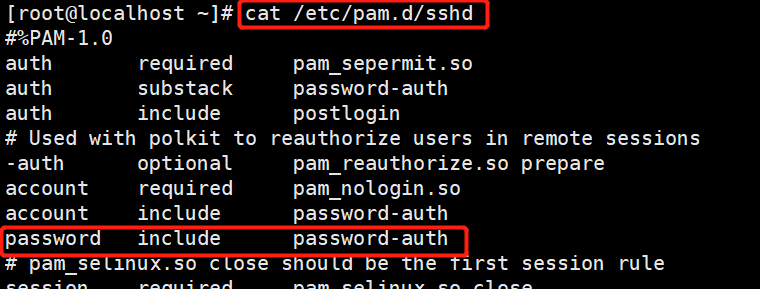 [root@localhost ~]# cat /etc/pam.d/sshd
#%PAM-1.0
auth required pam_sepermit.so
auth substack password-auth
auth include postlogin
# Used with polkit to reauthorize users in remote sessions
-auth optional pam_reauthorize.so prepare
account required pam_nologin.so
account include password-auth
password include password-auth
# pam_selinux.so close should be the first session rule
session required pam_selinux.so close